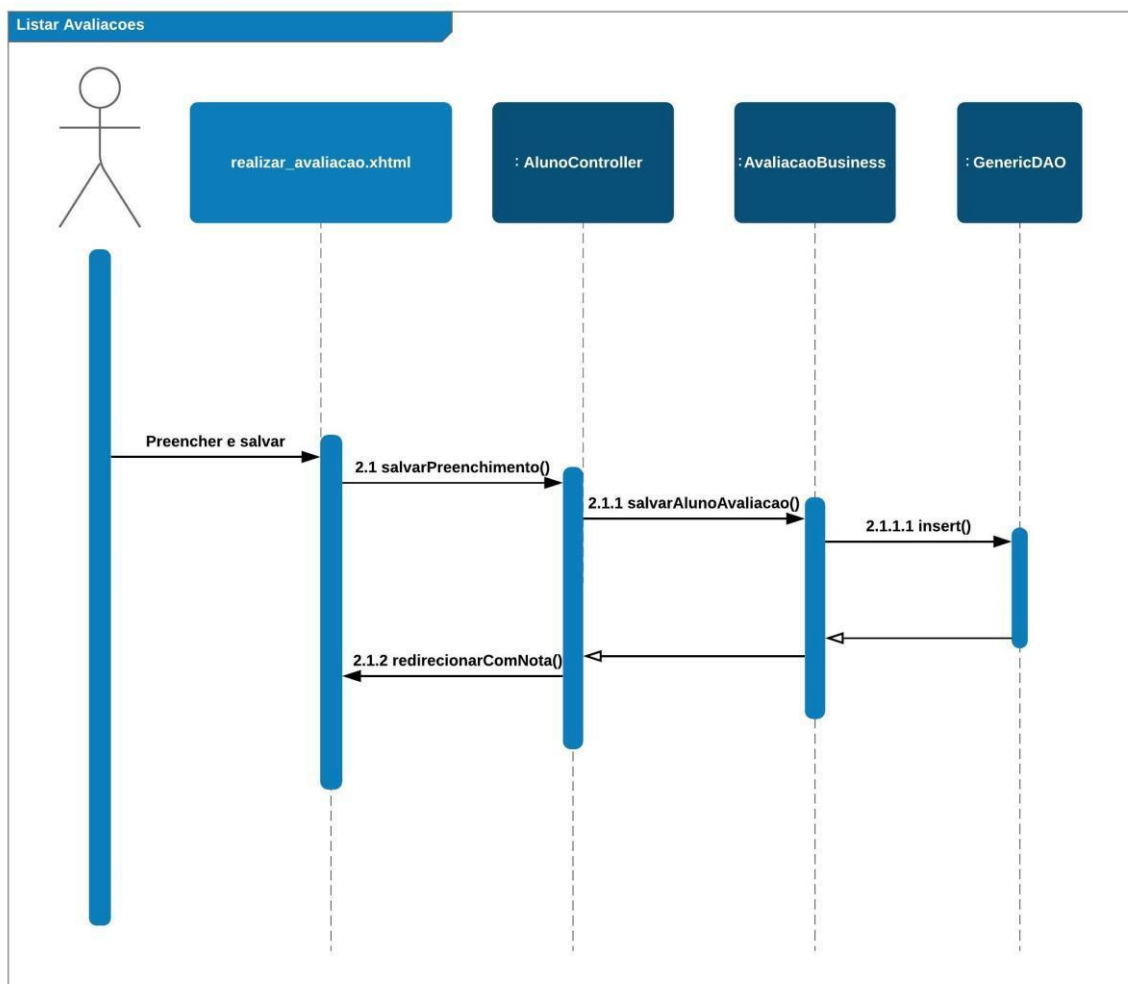 Listar Avaliacoes
realizar_avaliacao.xhtml
: AlunoController
:AvaliacaoBusiness
: GenericDAO
Preencher e salvar
2.1 salvarPreenchimento()
2.1.1 salvarAlunoAvaliacao()
2.1.1.1 insert()
2.1.2 redirecionarComNota()